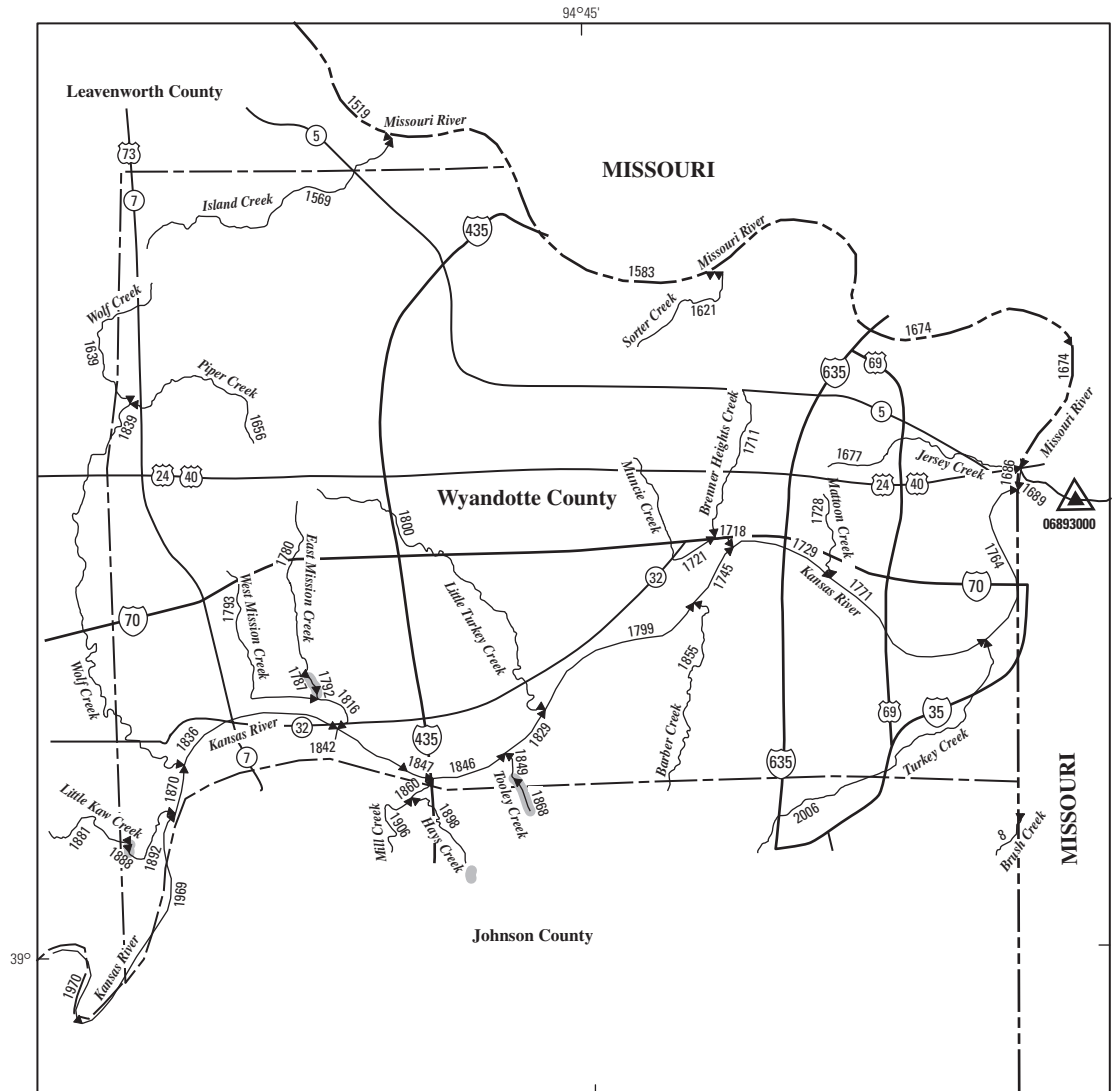 94°45'
Leavenworth County
1519
Missouri River
5
73
MISSOURI
7
Island Creek
1569
435
Missouri River
1583
Wolf Creek
Sorter Creek
1621
1674
1639
Piper Creek
635
69
1674
1839
1656
Brenner Heights Creek
1711
5
Missouri River
1677
Jersey Creek
1686
24 40
Muncie Creek
Wyandotte County
Mattoon Creek
24 40
1689
1728
06893000
1800
1780
East Mission Creek
1718
1721
1729
1764
32
1745
Kansas River
1771
70
1793
West Mission Creek
Little Turkey Creek
70
1799
1855
Wolf Creek
1787
1792
1816
1836
Kansas River
32
69
35
435
1829
Barber Creek
Turkey Creek
7
1842
1847
1846
1849
635
1870
1860
Tooley Creek
1868
MISSOURI
Little Kaw Creek
1881
1888
1892
Mill Creek
1906
1898
Hays Creek
2006
8
Brush Creek
1969
Johnson County
39°
Kansas River
1970